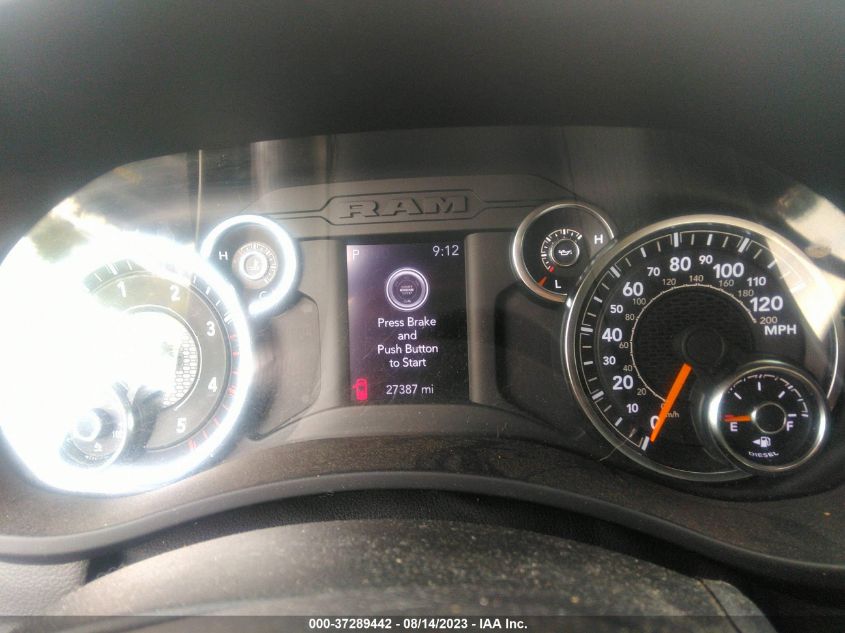 RAM
P 9:12
Press Brake
and
Push Button
to Start
27387 mi
1 2 3 4 5
H
C
H
L
0 10 20 30 40 50 60 70 80 90 100 110 120
MPH
20 40 60 80 100 120 140 160 180 200
km/h
E F
DIESEL
000-37289442 - 08/14/2023 - IAA Inc.